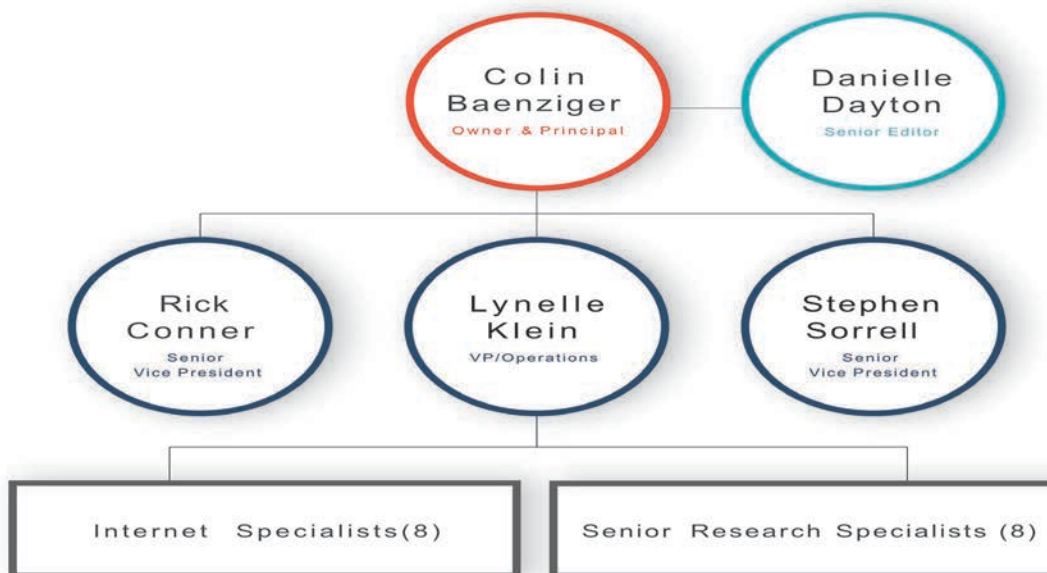 Colin
Baenziger
Owner & Principal
Danielle
Dayton
Senior Editor
Rick
Conner
Senior
Vice President
Lynelle
Klein
VP/Operations
Stephen
Sorrell
Senior
Vice President
Internet Specialists(8)
Senior Research Specialists (8)